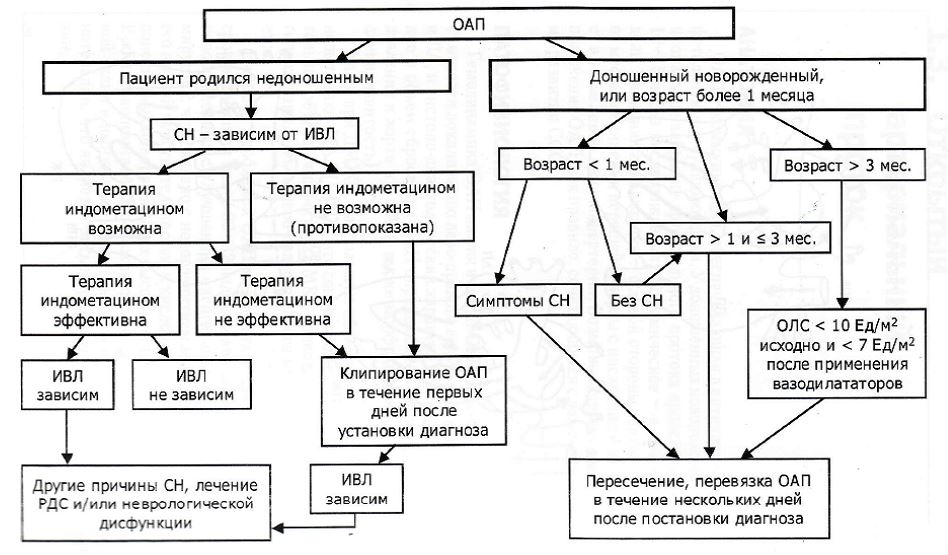 ОАП
Пациент родился недоношенным
Доношенный новорожденный,
или возраст более 1 месяца
СН – зависим от ИВЛ
Возраст < 1 мес.
Возраст > 3 мес.
Терапия
индометацином
возможна
Терапия индометацином
не возможна
(противопоказана)
Возраст > 1 и ≤ 3 мес.
Терапия
индометацином
эффективна
Терапия
индометацином
не эффективна
Симптомы СН
Без СН
ОЛС < 10 Ед/м²
исходно и < 7 Ед/м²
после применения
вазодилататоров
ИВЛ
зависим
ИВЛ
не зависим
Клипирование ОАП
в течение первых
дней после
установки диагноза
Другие причины СН, лечение
РДС и/или неврологической
дисфункции
ИВЛ
зависим
Пересечение, перевязка ОАП
в течение нескольких дней
после постановки диагноза